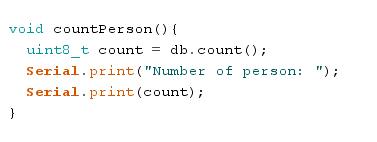 void countPerson(){
  uint8_t count = db.count();
  Serial.print("Number of person: ");
  Serial.print(count);
}